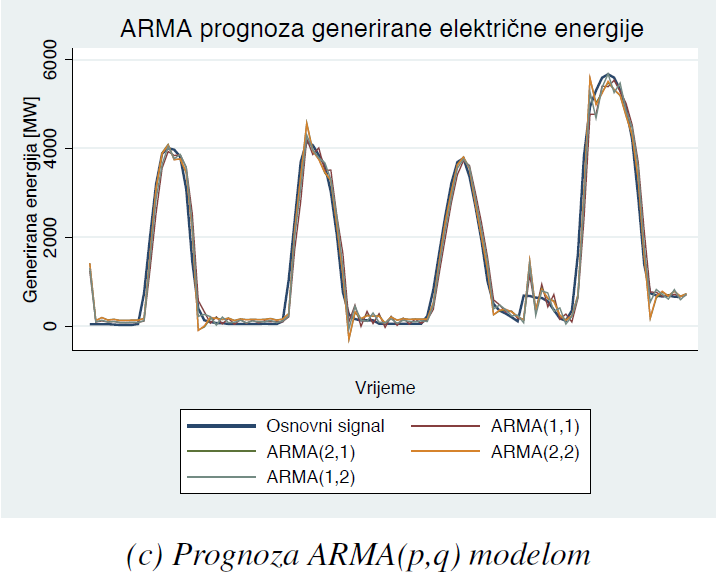 ARMA prognoza generirane električne energije
Generirana energija [MW]
6000
4000
2000
0
Vrijeme
Osnovni signal
ARMA(1,1)
ARMA(2,1)
ARMA(2,2)
ARMA(1,2)
(c) Prognoza ARMA(p,q) modelom